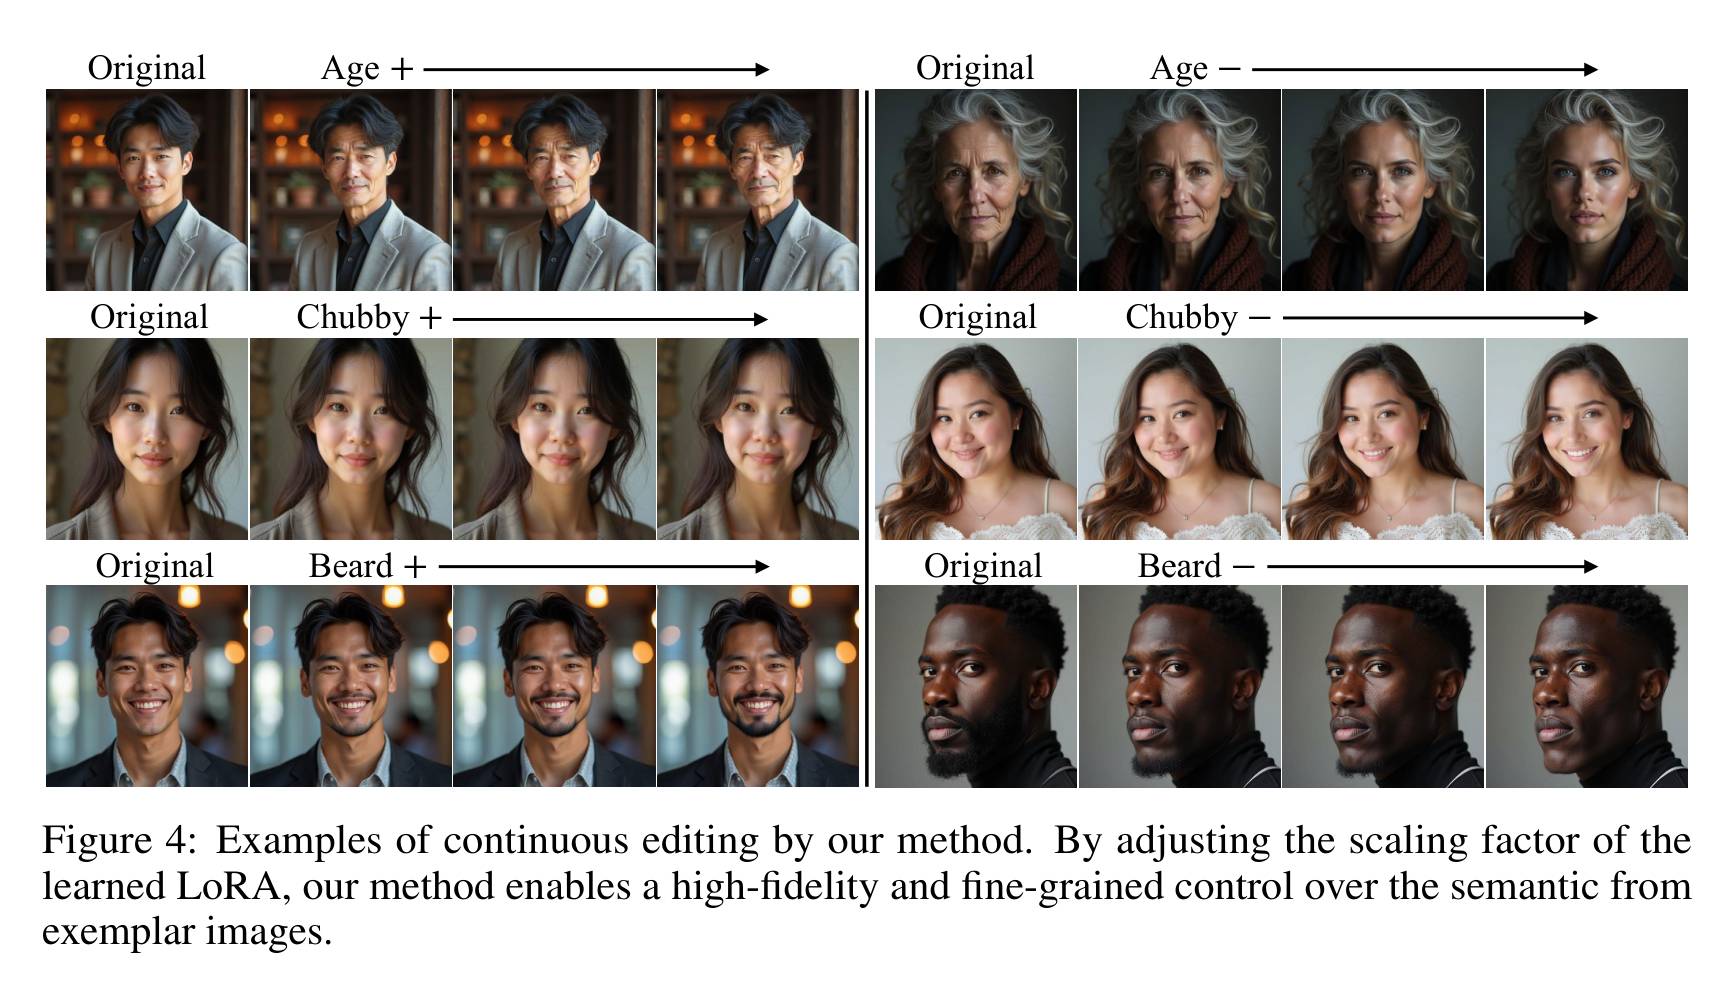 Original Age + Original Age −
Original Chubby + Original Chubby −
Original Beard + Original Beard −
Figure 4: Examples of continuous editing by our method. By adjusting the scaling factor of the
learned LoRA, our method enables a high-fidelity and fine-grained control over the semantic from
exemplar images.